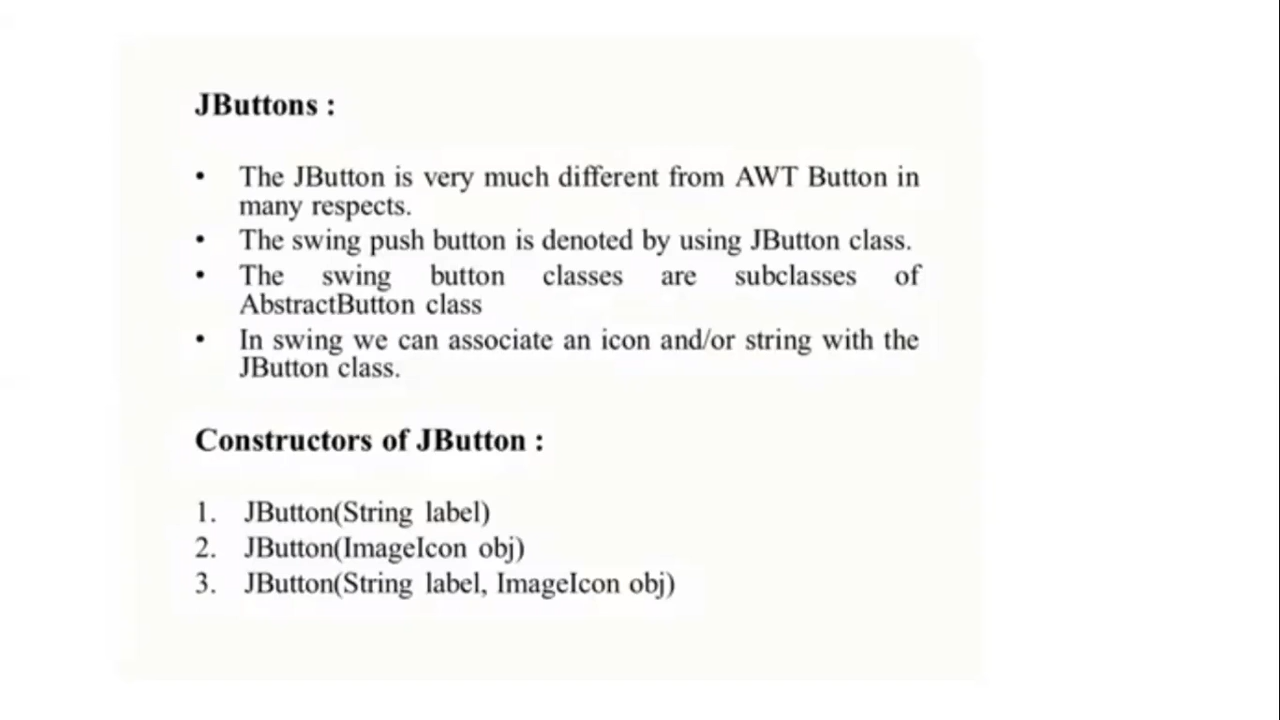 JButtons :
• The JButton is very much different from AWT Button in
many respects.
• The swing push button is denoted by using JButton class.
• The swing button classes are subclasses of
AbstractButton class
• In swing we can associate an icon and/or string with the
JButton class.
Constructors of JButton :
1. JButton(String label)
2. JButton(ImageIcon obj)
3. JButton(String label, ImageIcon obj)